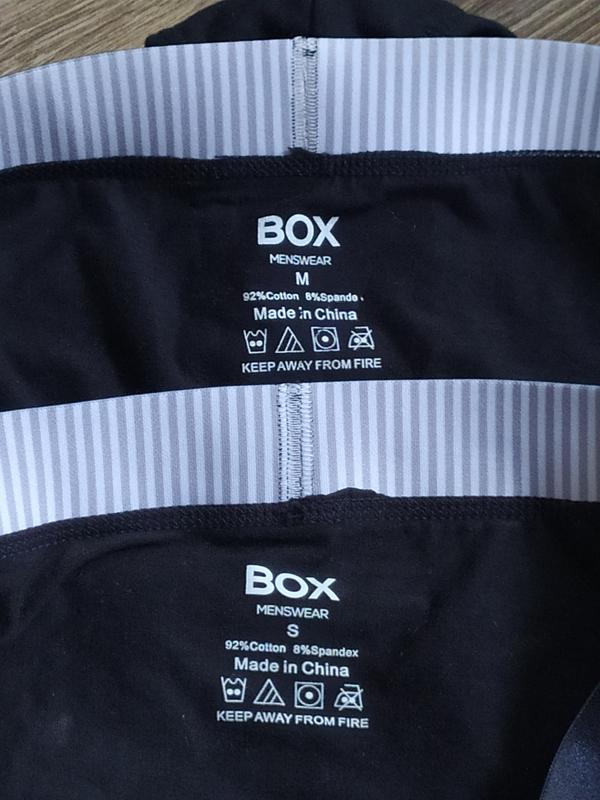 BOX
MENSWEAR
M
92%Cotton 8%Spande
Made in China
KEEP AWAY FROM FIRE
BOX
MENSWEAR
S
92%Cotton 8%Spandex
Made in China
KEEP AWAY FROM FIRE